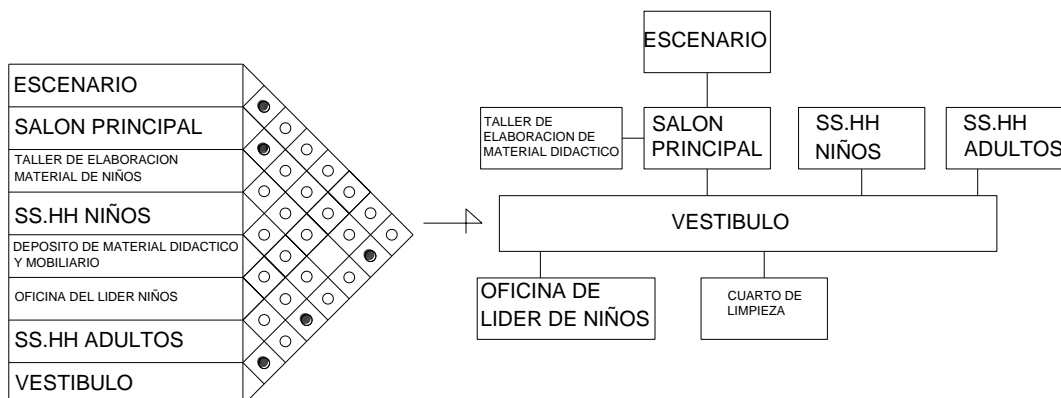 ESCENARIO
SALON PRINCIPAL
TALLER DE ELABORACION
MATERIAL DE NIÑOS
SS.HH NIÑOS
DEPOSITO DE MATERIAL DIDACTICO
Y MOBILIARIO
OFICINA DEL LIDER NIÑOS
SS.HH ADULTOS
VESTIBULO
ESCENARIO
TALLER DE
ELABORACION DE
MATERIAL DIDACTICO
SALON
PRINCIPAL
SS.HH
NIÑOS
SS.HH
ADULTOS
VESTIBULO
OFICINA DE
LIDER DE NIÑOS
CUARTO DE
LIMPIEZA